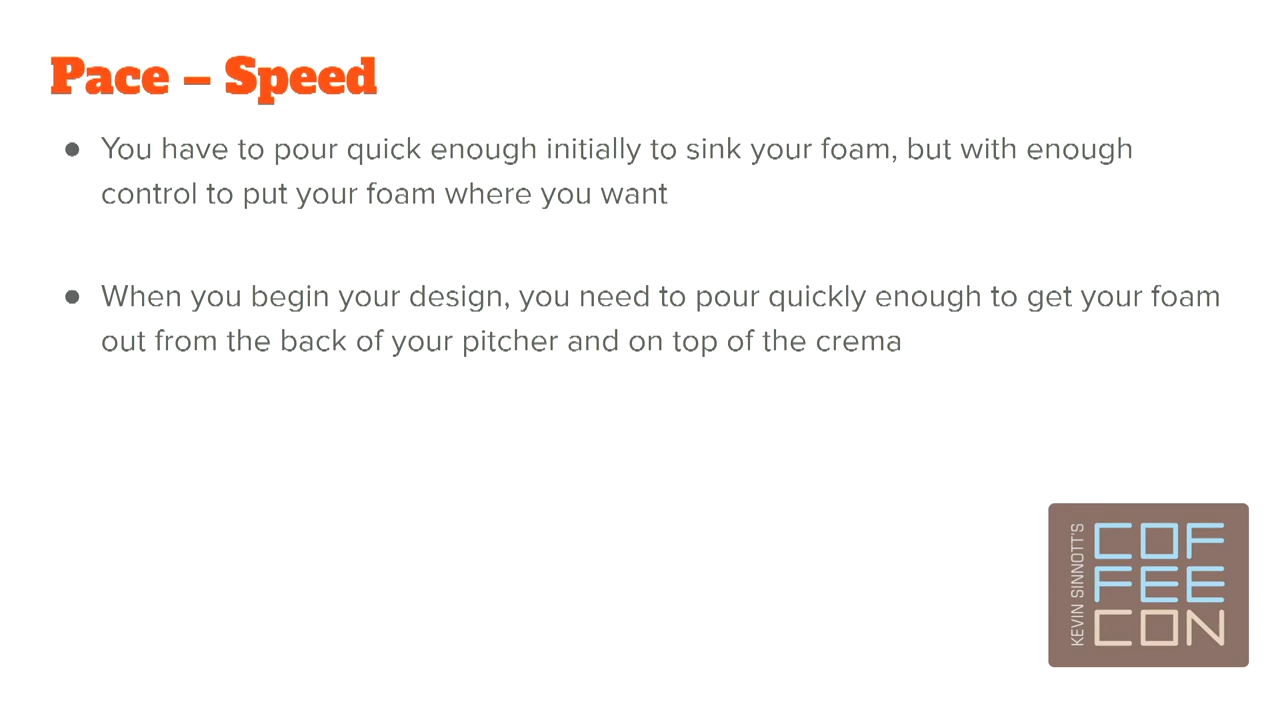 Pace – Speed
● You have to pour quick enough initially to sink your foam, but with enough
control to put your foam where you want
● When you begin your design, you need to pour quickly enough to get your foam
out from the back of your pitcher and on top of the crema
KEVIN SINNOTT'S
COF
FEE
CON